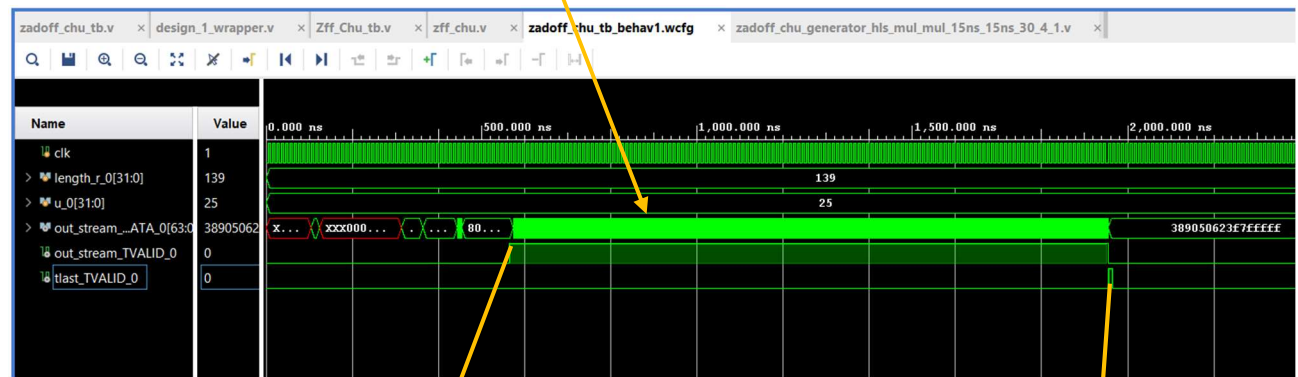 zadoff_chu_tb.v × design_1_wrapper.v × Zff_Chu_tb.v × zff_chu.v × zadoff_chu_tb_behav1.wcfg × zadoff_chu_generator_hls_mul_mul_15ns_15ns_30_4_1.v ×
Name Value 0.000 ns 500.000 ns 1,000.000 ns 1,500.000 ns 2,000.000 ns
clk 1
> length_r_0[31:0] 139 139
> u_0[31:0] 25 25
> out_stream_...ATA_0[63:0 38905062 x... xxx000... . ... 80... 389050623f7fffff
out_stream_TVALID_0 0
tlast_TVALID_0 0